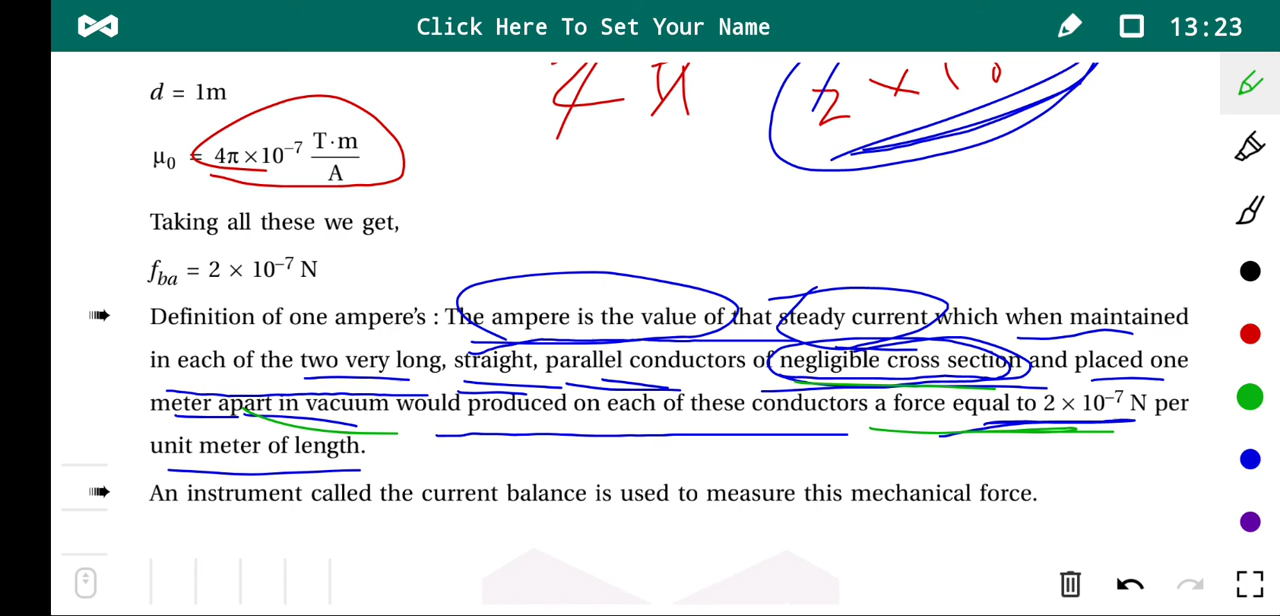 Click Here To Set Your Name
13:23
4 π 2 × 10
d = 1m
μ₀ = 4π × 10⁻⁷ T·m/A
Taking all these we get,
f_ba = 2 × 10⁻⁷ N
➠ Definition of one ampere's : The ampere is the value of that steady current which when maintained
in each of the two very long, straight, parallel conductors of negligible cross section and placed one
meter apart in vacuum would produced on each of these conductors a force equal to 2 × 10⁻⁷ N per
unit meter of length.
➠ An instrument called the current balance is used to measure this mechanical force.